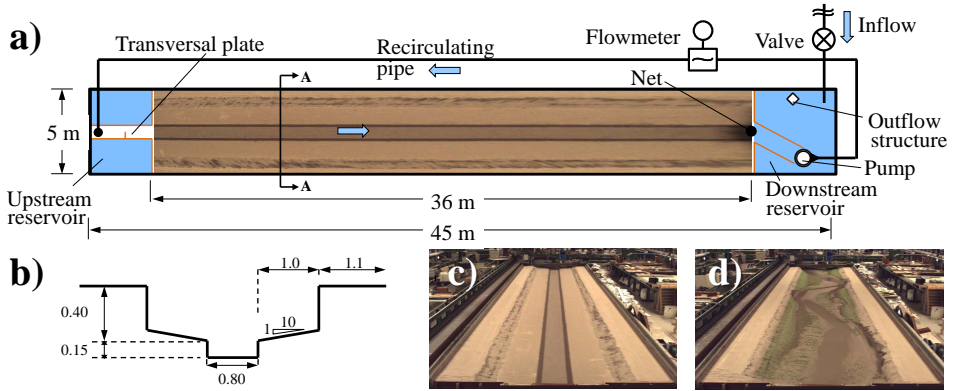 a)
Transversal plate
Recirculating
pipe
Flowmeter
Valve
Inflow
Net
A
5 m
Outflow
structure
Pump
A
Upstream
reservoir
Downstream
reservoir
36 m
45 m
b)
1.0
1.1
0.40
1
10
0.15
0.80
c)
d)